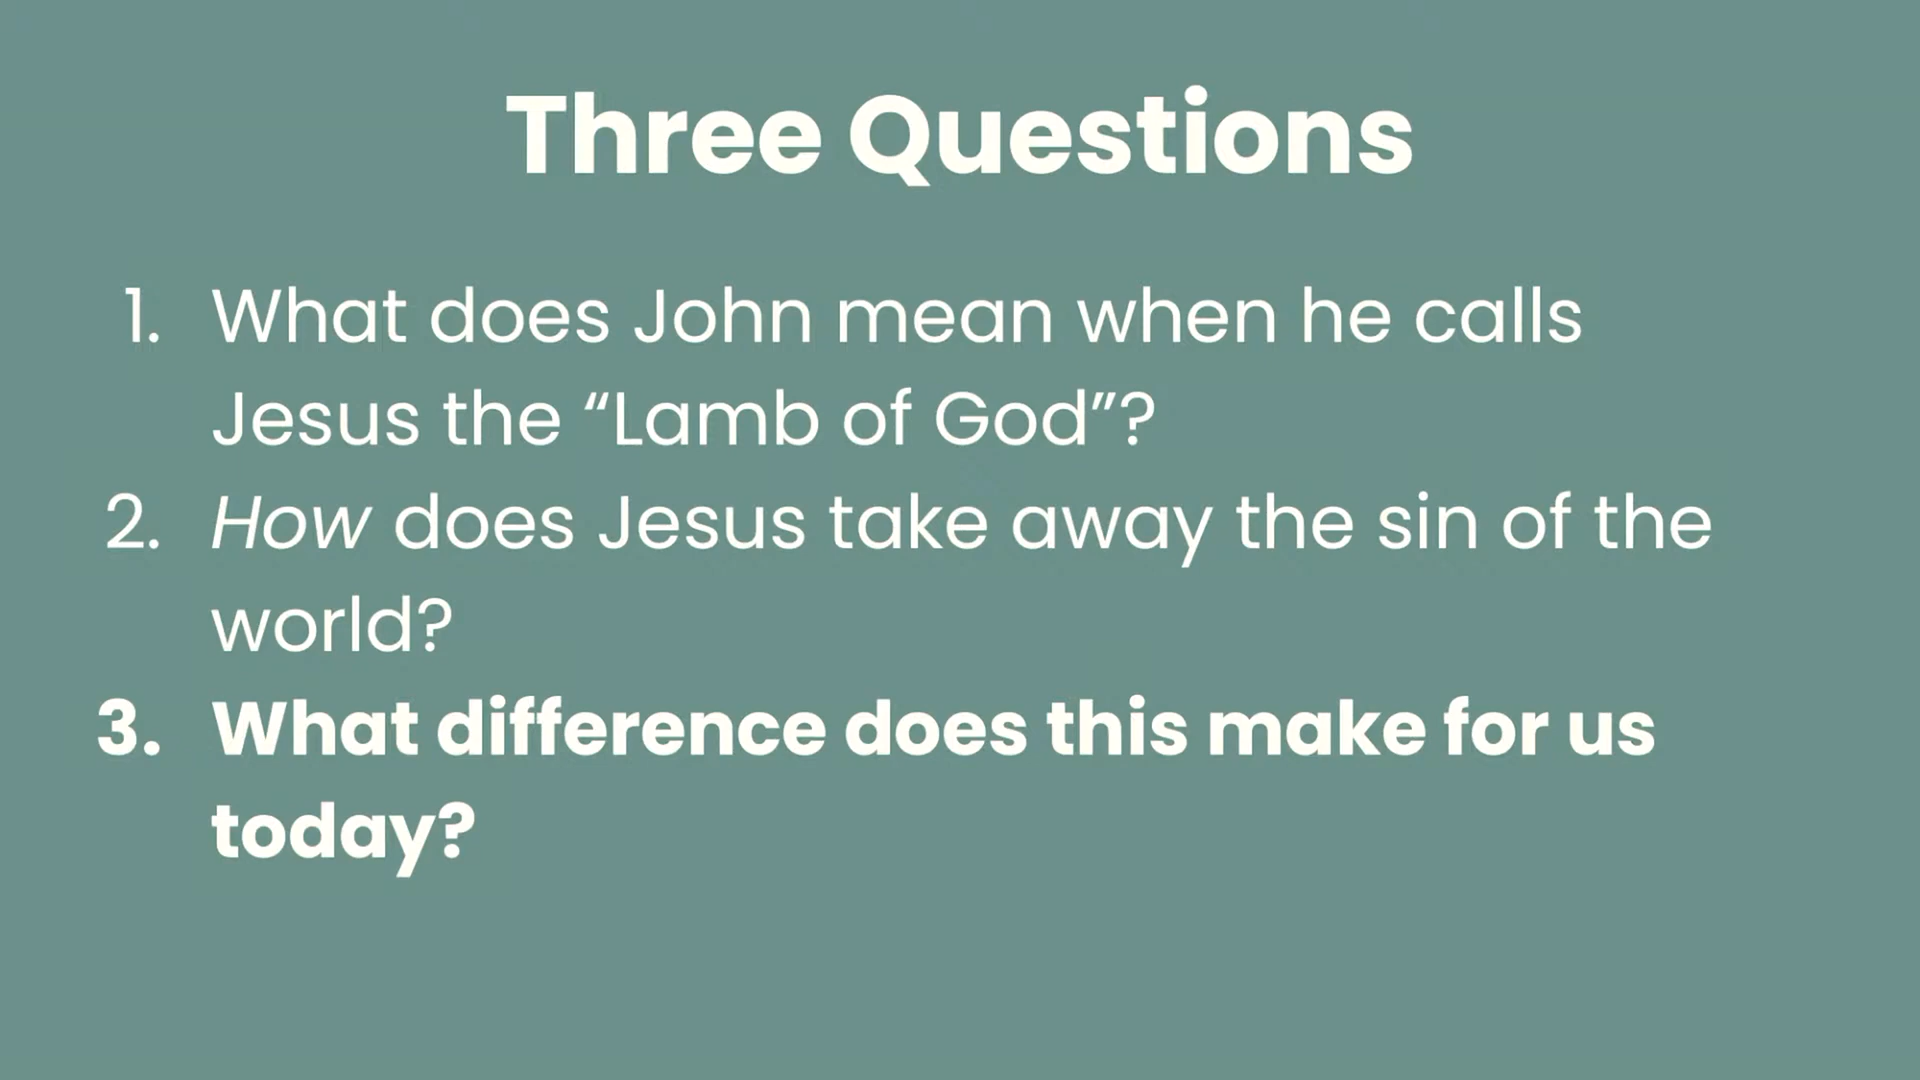 Three Questions
1. What does John mean when he calls
Jesus the “Lamb of God”?
2. How does Jesus take away the sin of the
world?
3. What difference does this make for us
today?